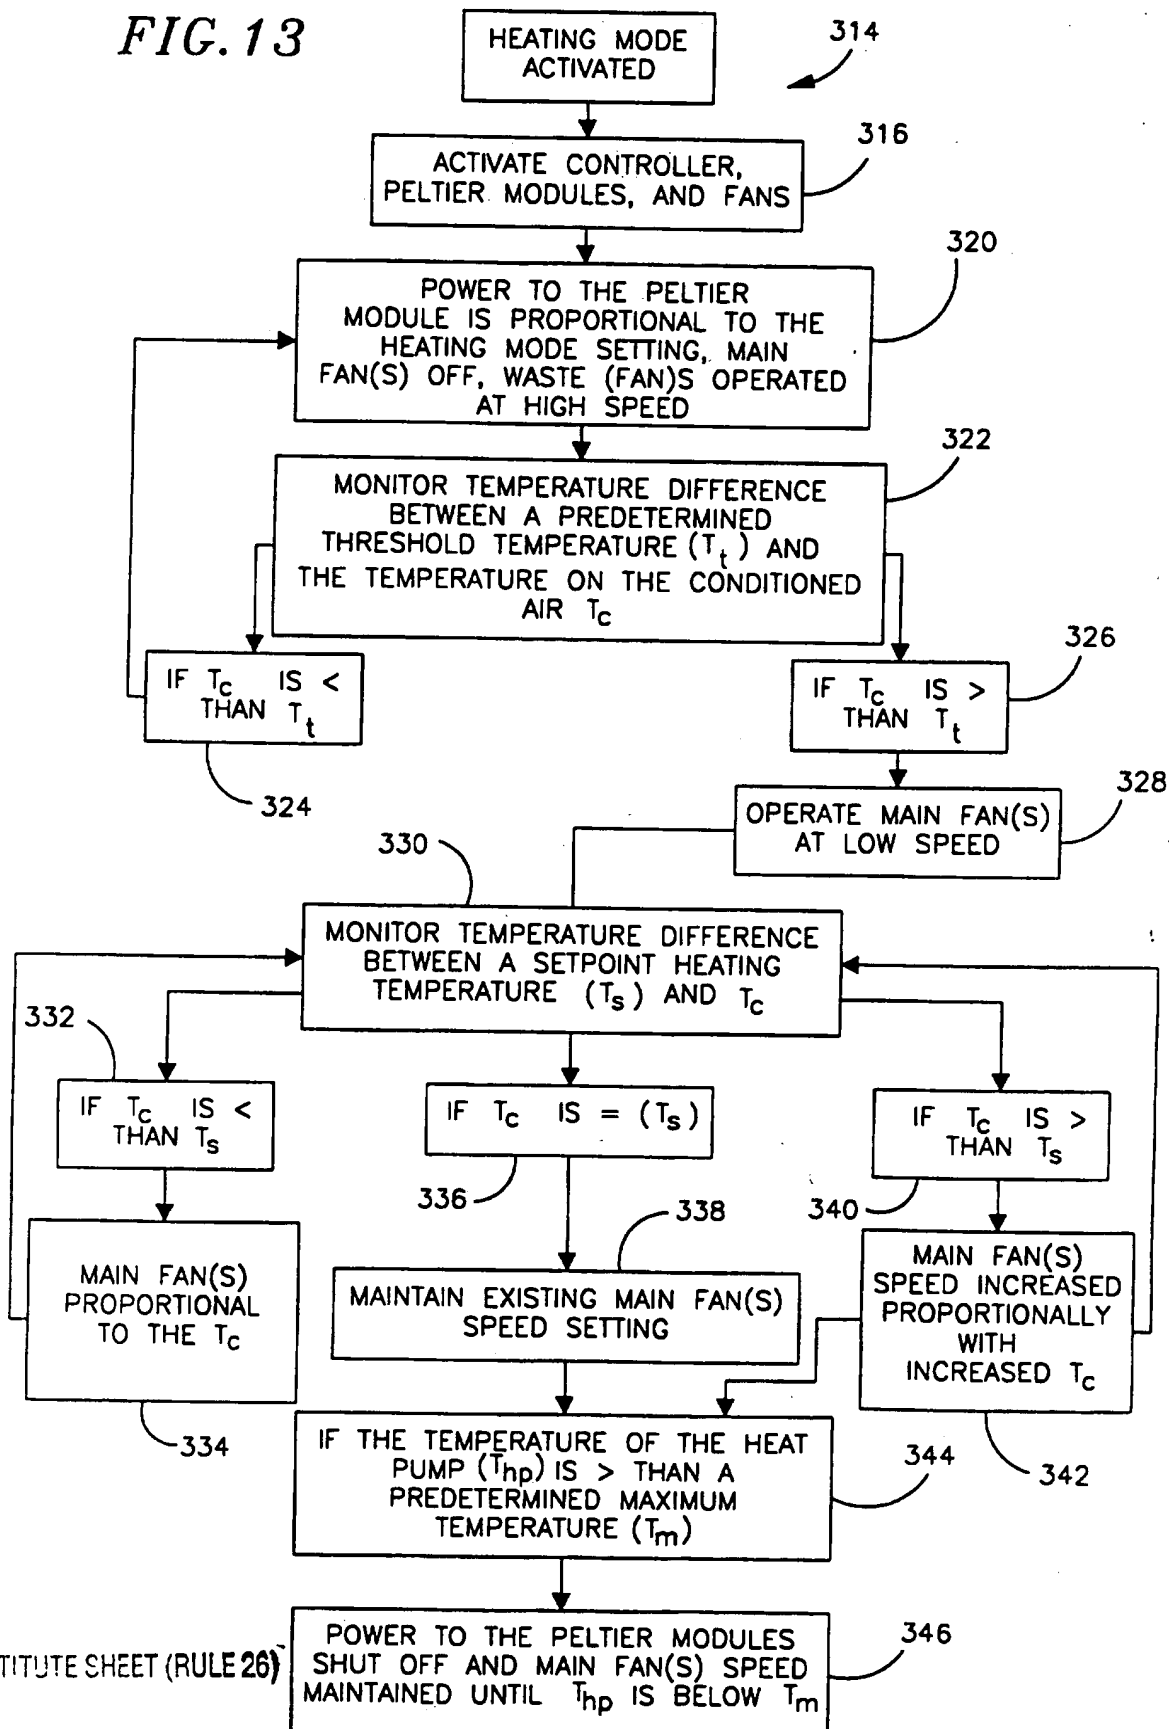 FIG. 13
HEATING MODE
ACTIVATED
314
316
ACTIVATE CONTROLLER,
PELTIER MODULES, AND FANS
320
POWER TO THE PELTIER
MODULE IS PROPORTIONAL TO THE
HEATING MODE SETTING, MAIN
FAN(S) OFF, WASTE (FAN)S OPERATED
AT HIGH SPEED
322
MONITOR TEMPERATURE DIFFERENCE
BETWEEN A PREDETERMINED
THRESHOLD TEMPERATURE (Tt) AND
THE TEMPERATURE ON THE CONDITIONED
AIR Tc
IF Tc IS <
THAN Tt
324
326
IF Tc IS >
THAN Tt
328
OPERATE MAIN FAN(S)
AT LOW SPEED
330
MONITOR TEMPERATURE DIFFERENCE
BETWEEN A SETPOINT HEATING
TEMPERATURE (Ts) AND Tc
332
IF Tc IS <
THAN Ts
IF Tc IS = (Ts)
336
IF Tc IS >
THAN Ts
340
MAIN FAN(S)
PROPORTIONAL
TO THE Tc
334
338
MAINTAIN EXISTING MAIN FAN(S)
SPEED SETTING
MAIN FAN(S)
SPEED INCREASED
PROPORTIONALLY
WITH
INCREASED Tc
342
IF THE TEMPERATURE OF THE HEAT
PUMP (Thp) IS > THAN A
PREDETERMINED MAXIMUM
TEMPERATURE (Tm)
344
POWER TO THE PELTIER MODULES
SHUT OFF AND MAIN FAN(S) SPEED
MAINTAINED UNTIL Thp IS BELOW Tm
346
TITUTE SHEET (RULE 26)